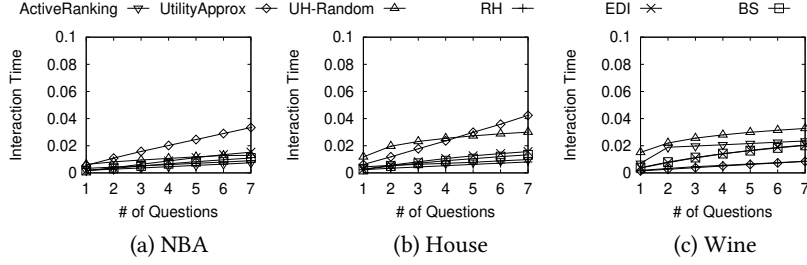 ActiveRanking UtilityApprox UH-Random RH EDI BS
0.1 0.1 0.1
0.08 0.08 0.08
0.06 0.06 0.06
0.04 0.04 0.04
0.02 0.02 0.02
0 0 0
Interaction Time Interaction Time Interaction Time
1 2 3 4 5 6 7 1 2 3 4 5 6 7 1 2 3 4 5 6 7
# of Questions # of Questions # of Questions
(a) NBA (b) House (c) Wine